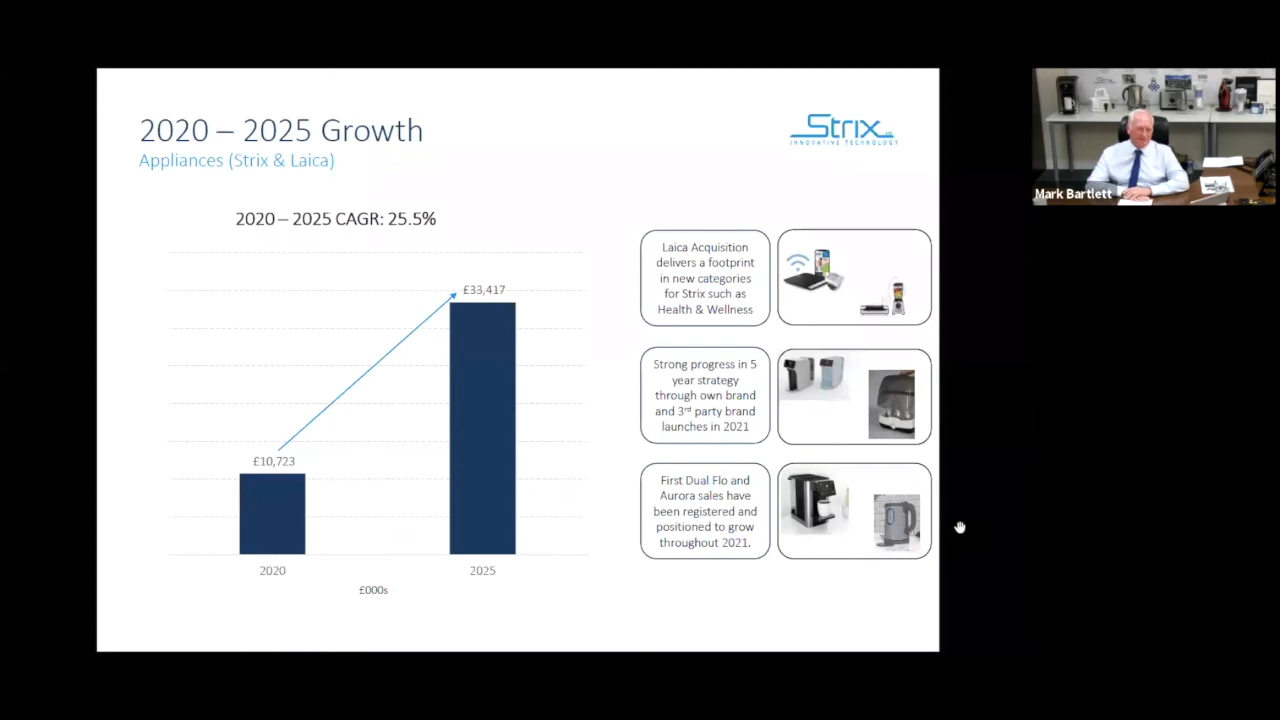 2020 – 2025 Growth
Appliances (Strix & Laica)
Strix
INNOVATIVE TECHNOLOGY
2020 – 2025 CAGR: 25.5%
£33,417
£10,723
2020
2025
£000s
Laica Acquisition
delivers a footprint
in new categories
for Strix such as
Health & Wellness
Strong progress in 5
year strategy
through own brand
and 3rd party brand
launches in 2021
First Dual Flo and
Aurora sales have
been registered and
positioned to grow
throughout 2021.
Strix
Mark Bartlett